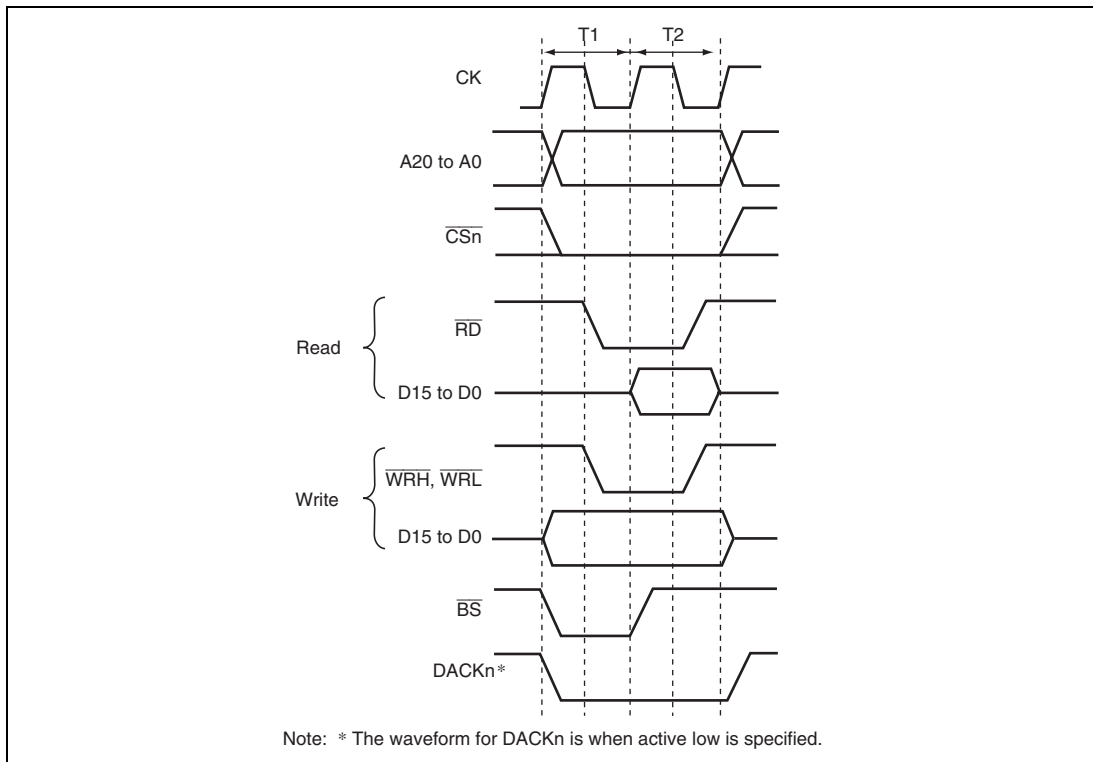 T1 T2
CK
A20 to A0
CSn
Read
RD
D15 to D0
Write
WRH, WRL
D15 to D0
BS
DACKn*
Note: * The waveform for DACKn is when active low is specified.